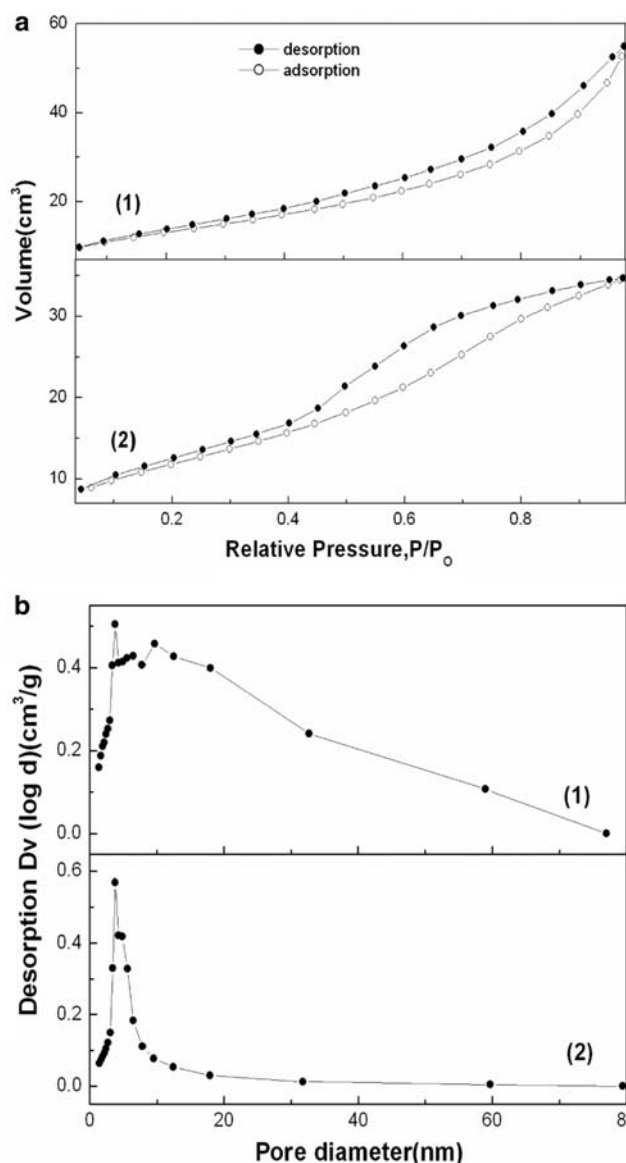 a
60
desorption
adsorption
40
20
(1)
Volume(cm³)
30
20
(2)
10
0.2 0.4 0.6 0.8
Relative Pressure,P/P₀
b
0.4
0.2
(1)
0.0
Desorption Dv (log d)(cm³/g)
0.6
0.4
0.2
(2)
0.0
0 20 40 60 8
Pore diameter(nm)